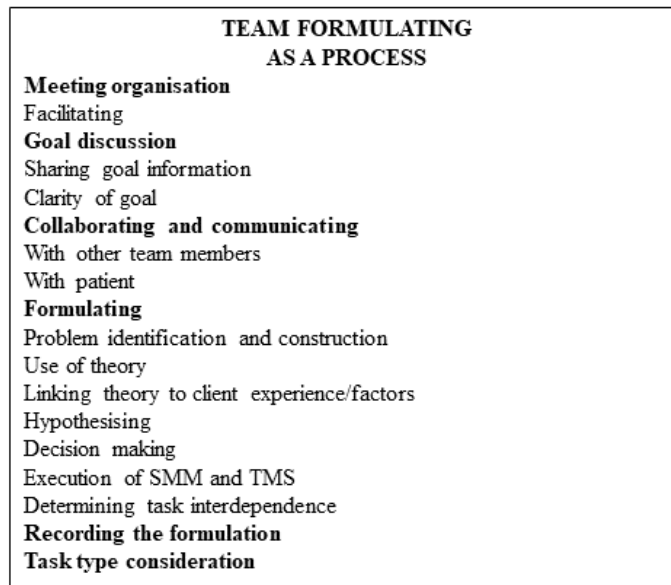 TEAM FORMULATING
AS A PROCESS
Meeting organisation
Facilitating
Goal discussion
Sharing goal information
Clarity of goal
Collaborating and communicating
With other team members
With patient
Formulating
Problem identification and construction
Use of theory
Linking theory to client experience/factors
Hypothesising
Decision making
Execution of SMM and TMS
Determining task interdependence
Recording the formulation
Task type consideration